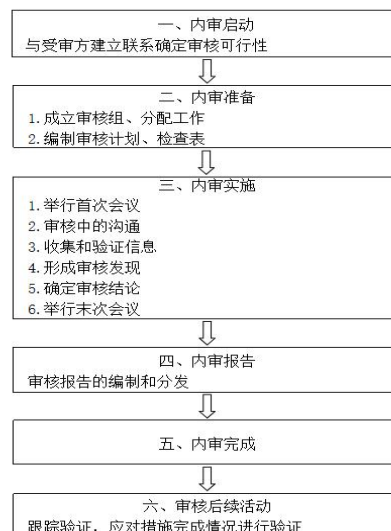 一、内审启动
与受审方建立联系确定审核可行性
二、内审准备
1.成立审核组、分配工作
2.编制审核计划、检查表
三、内审实施
1.举行首次会议
2.审核中的沟通
3.收集和验证信息
4.形成审核发现
5.确定审核结论
6.举行末次会议
四、内审报告
审核报告的编制和分发
五、内审完成
六、审核后续活动
跟踪验证，应对措施完成情况进行验证